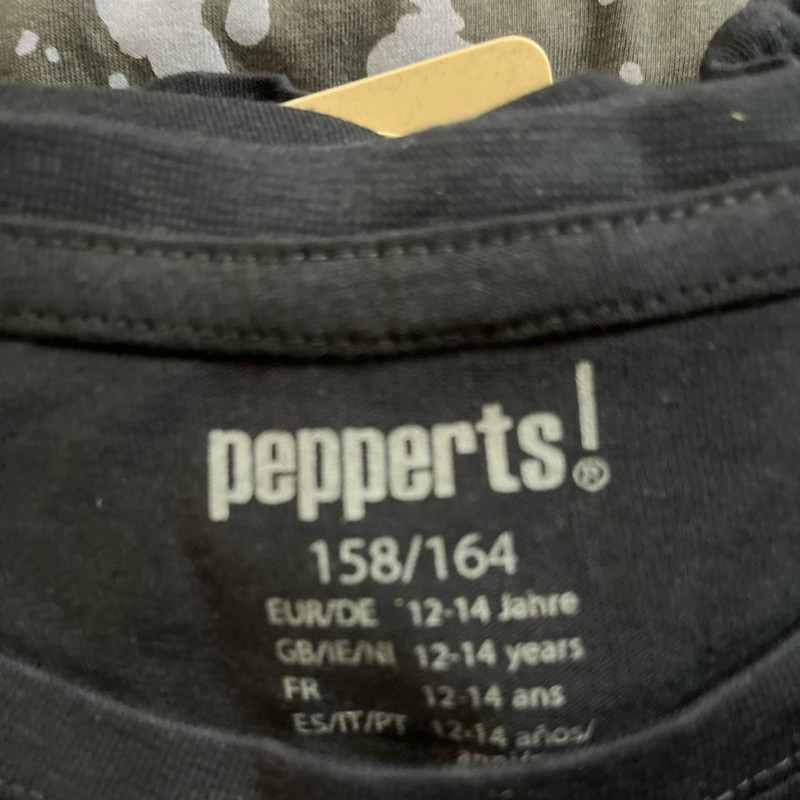 pepperts!®
158/164
EUR/DE 12-14 Jahre
GB/IE/NI 12-14 years
FR 12-14 ans
ES/IT/PT 12-14 años/